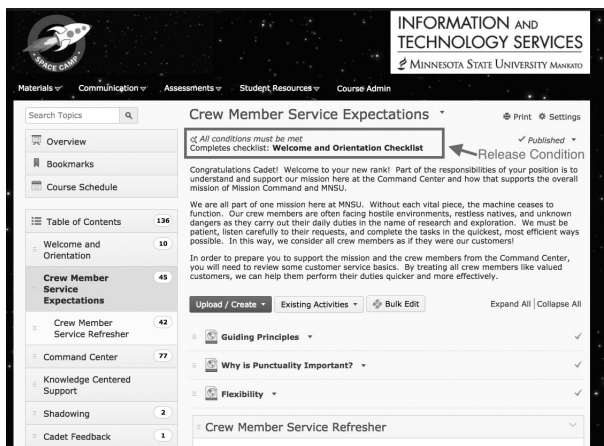 SPACE CAMP
INFORMATION AND
TECHNOLOGY SERVICES
MINNESOTA STATE UNIVERSITY MANKATO
Materials Communication Assessments Student Resources Course Admin
Search Topics
Overview
Bookmarks
Course Schedule
Table of Contents 136
Welcome and 10
Orientation
Crew Member 45
Service
Expectations
Crew Member 42
Service Refresher
Command Center 77
Knowledge Centered
Support
Shadowing 2
Cadet Feedback 1
Crew Member Service Expectations
Print Settings
All conditions must be met
Completes checklist: Welcome and Orientation Checklist
Published
Release Condition
Congratulations Cadet! Welcome to your new rank! Part of the responsibilities of your position is to
understand and support our mission here at the Command Center and how that supports the overall
mission of Mission Command and MNSU.
We are all part of one mission here at MNSU. Without each vital piece, the machine ceases to
function. Our crew members are often facing hostile environments, restless natives, and unknown
dangers as they carry out their daily duties in the name of research and exploration. We must be
patient, listen carefully to their requests, and complete the tasks in the quickest, most efficient ways
possible. In this way, we consider all crew members as if they were our customers!
In order to prepare you to support the mission and the crew members from the Command Center,
you will need to review some customer service basics. By treating all crew members like valued
customers, we can help them perform their duties quicker and more effectively.
Upload / Create Existing Activities Bulk Edit Expand All | Collapse All
Guiding Principles
Why is Punctuality Important?
Flexibility
Crew Member Service Refresher